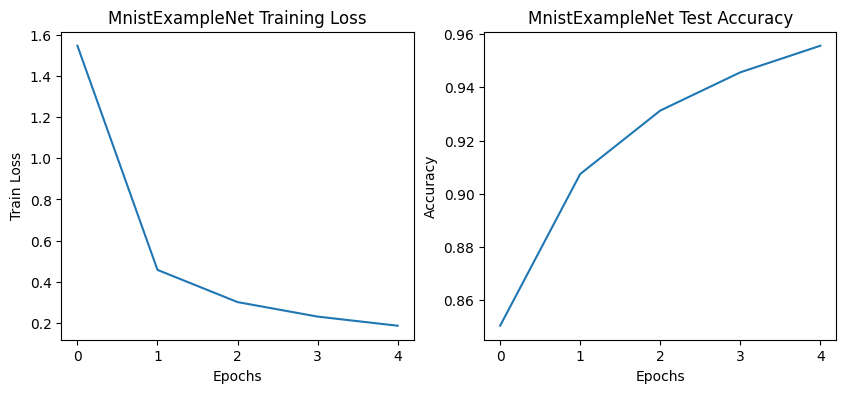 MnistExampleNet Training Loss
1.6
1.4
1.2
1.0
0.8
0.6
0.4
0.2
Train Loss
0 1 2 3 4
Epochs
MnistExampleNet Test Accuracy
0.96
0.94
0.92
0.90
0.88
0.86
Accuracy
0 1 2 3 4
Epochs